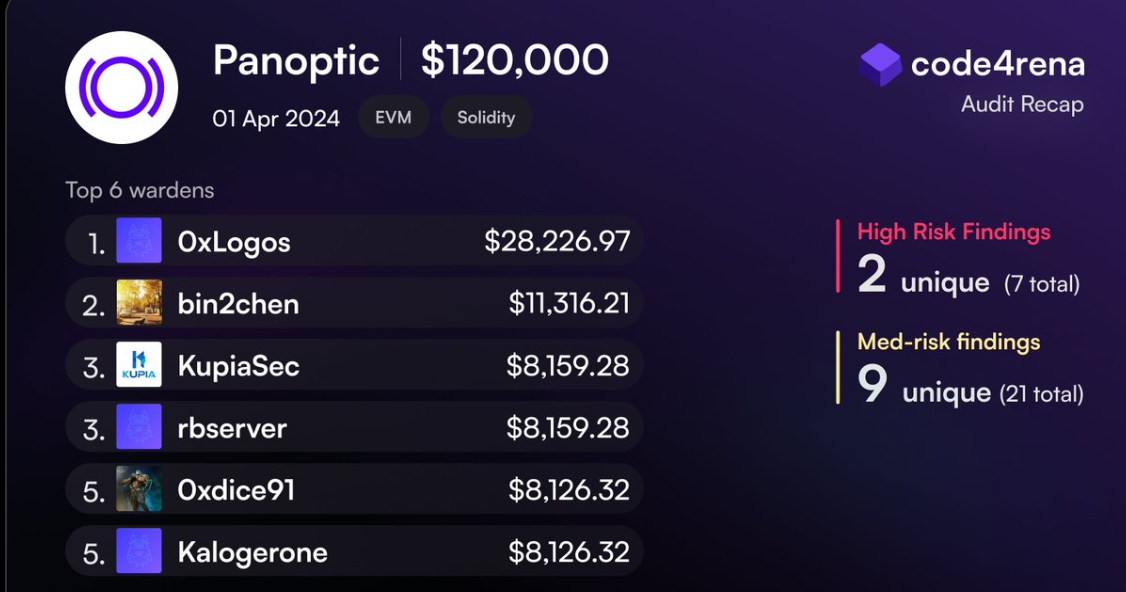 Panoptic | $120,000
01 Apr 2024 EVM Solidity
code4rena
Audit Recap
Top 6 wardens
1. 0xLogos $28,226.97
2. bin2chen $11,316.21
3. KUPIA KupiaSec $8,159.28
3. rbserver $8,159.28
5. 0xdice91 $8,126.32
5. Kalogerone $8,126.32
High Risk Findings
2 unique (7 total)
Med-risk findings
9 unique (21 total)